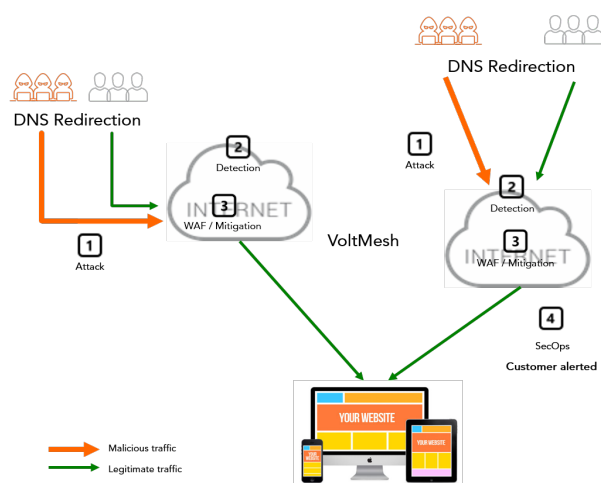 DNS Redirection
1
Attack
2
Detection
3
INTERNET
WAF / Mitigation
VoltMesh
DNS Redirection
1
Attack
2
Detection
3
INTERNET
WAF / Mitigation
4
SecOps
Customer alerted
YOUR WEBSITE
YOUR WEBSITE
YOUR WEBSITE
Malicious traffic
Legitimate traffic